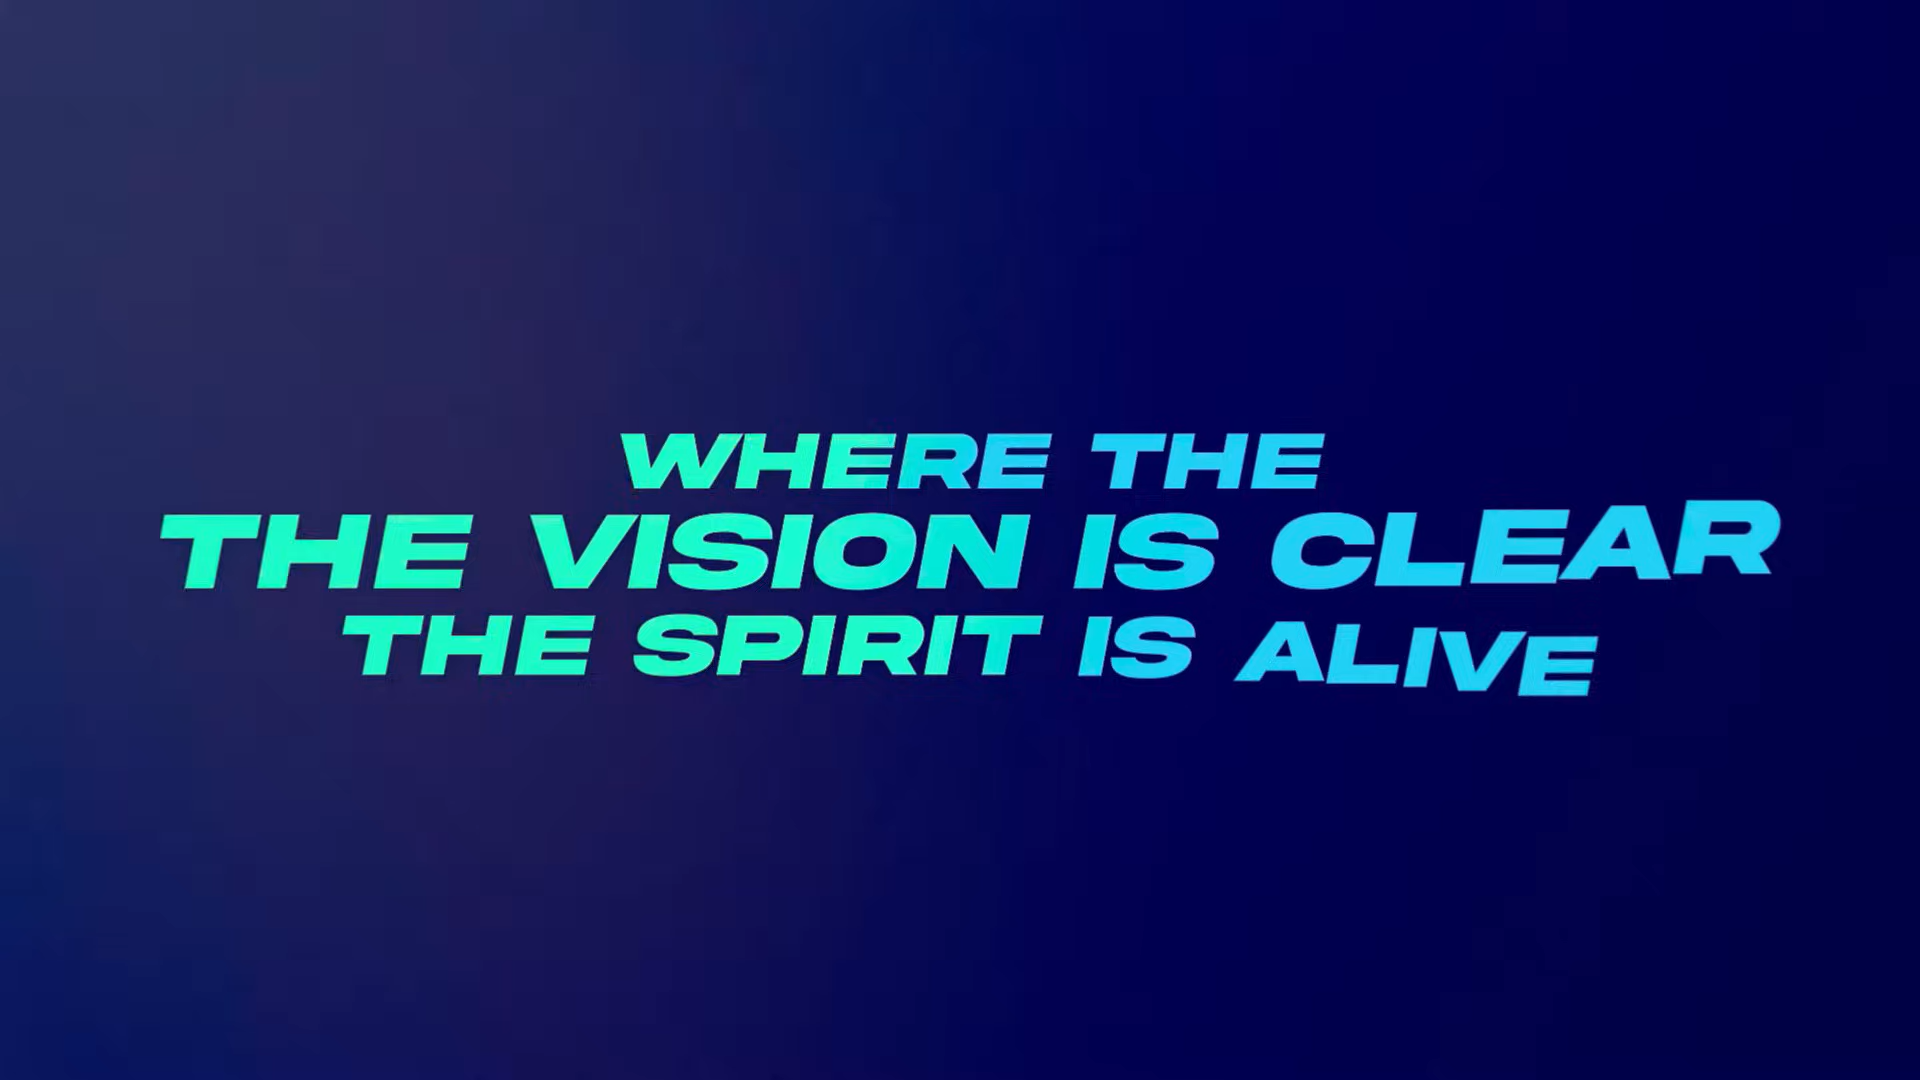 WHERE THE
THE VISION IS CLEAR
THE SPIRIT IS ALIVE